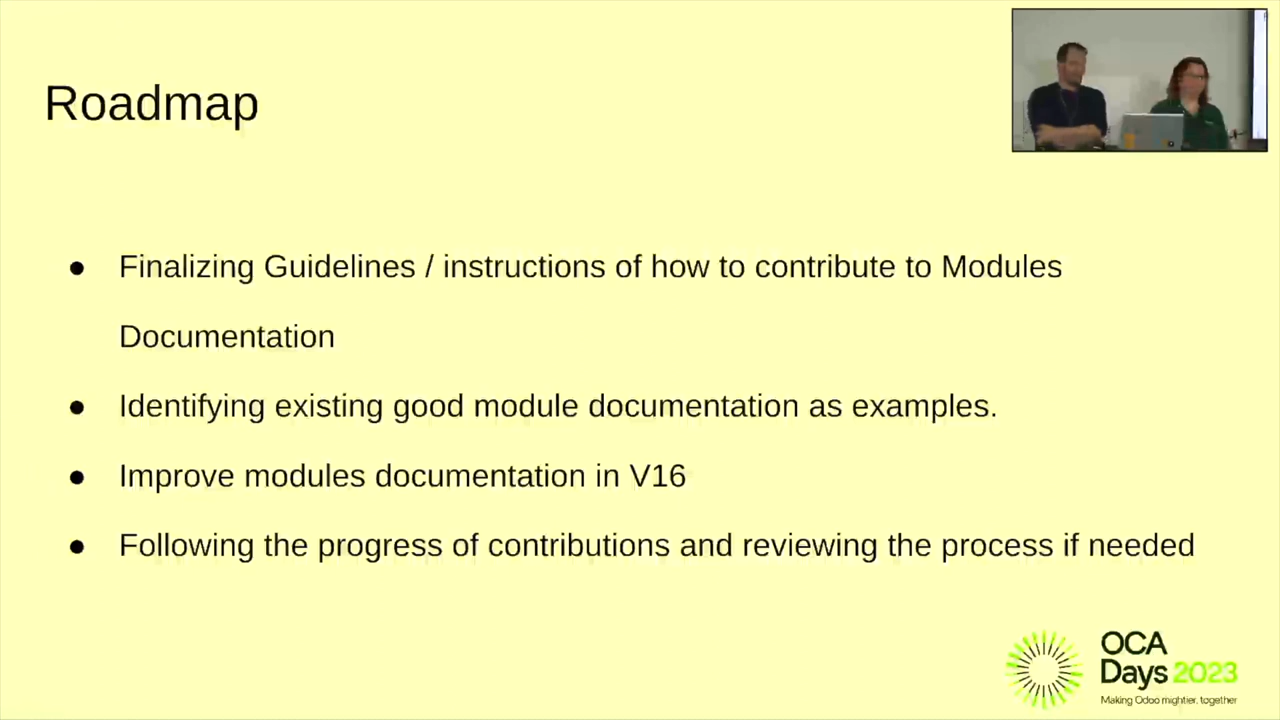 Roadmap
● Finalizing Guidelines / instructions of how to contribute to Modules
Documentation
● Identifying existing good module documentation as examples.
● Improve modules documentation in V16
● Following the progress of contributions and reviewing the process if needed
OCA
Days 2023
Making Odoo mightier, together